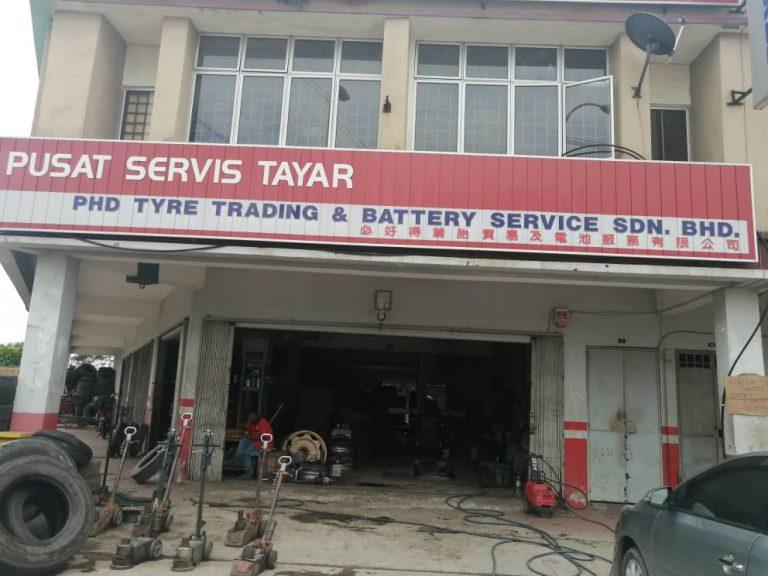 PUSAT SERVIS TAYAR
PHD TYRE TRADING & BATTERY SERVICE SDN. BHD.
必好得輪胎貿易及電池服務有限公司